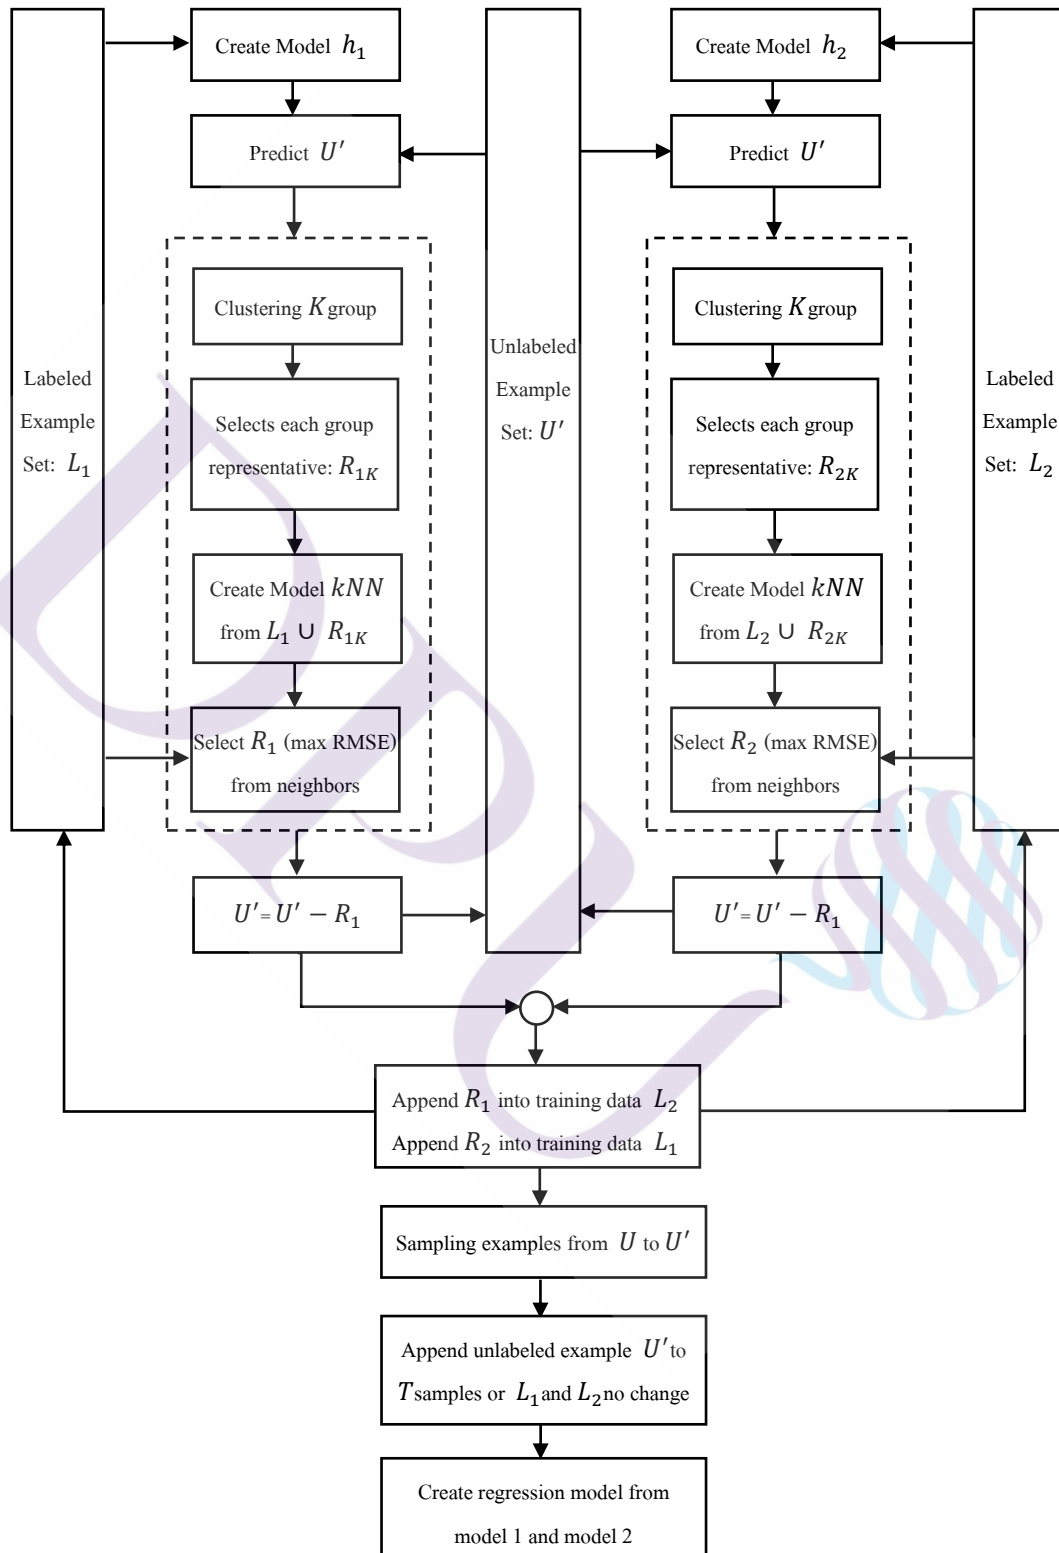 Create Model h₁
Predict U′
Clustering K group
Selects each group
representative: R₁K
Create Model kNN
from L₁ ∪ R₁K
Select R₁ (max RMSE)
from neighbors
U′= U′ − R₁
Labeled
Example
Set: L₁
Unlabeled
Example
Set: U′
Create Model h₂
Predict U′
Clustering K group
Selects each group
representative: R₂K
Create Model kNN
from L₂ ∪ R₂K
Select R₂ (max RMSE)
from neighbors
U′= U′ − R₁
Labeled
Example
Set: L₂
Append R₁ into training data L₂
Append R₂ into training data L₁
Sampling examples from U to U′
Append unlabeled example U′ to
T samples or L₁ and L₂ no change
Create regression model from
model 1 and model 2
DPU